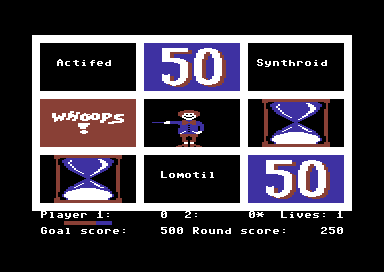 Actifed
50
Synthroid
WHOOPS
!
Lomotil
50
Player 1: 0 2: 0* Lives: 1
Goal score: 500 Round score: 250